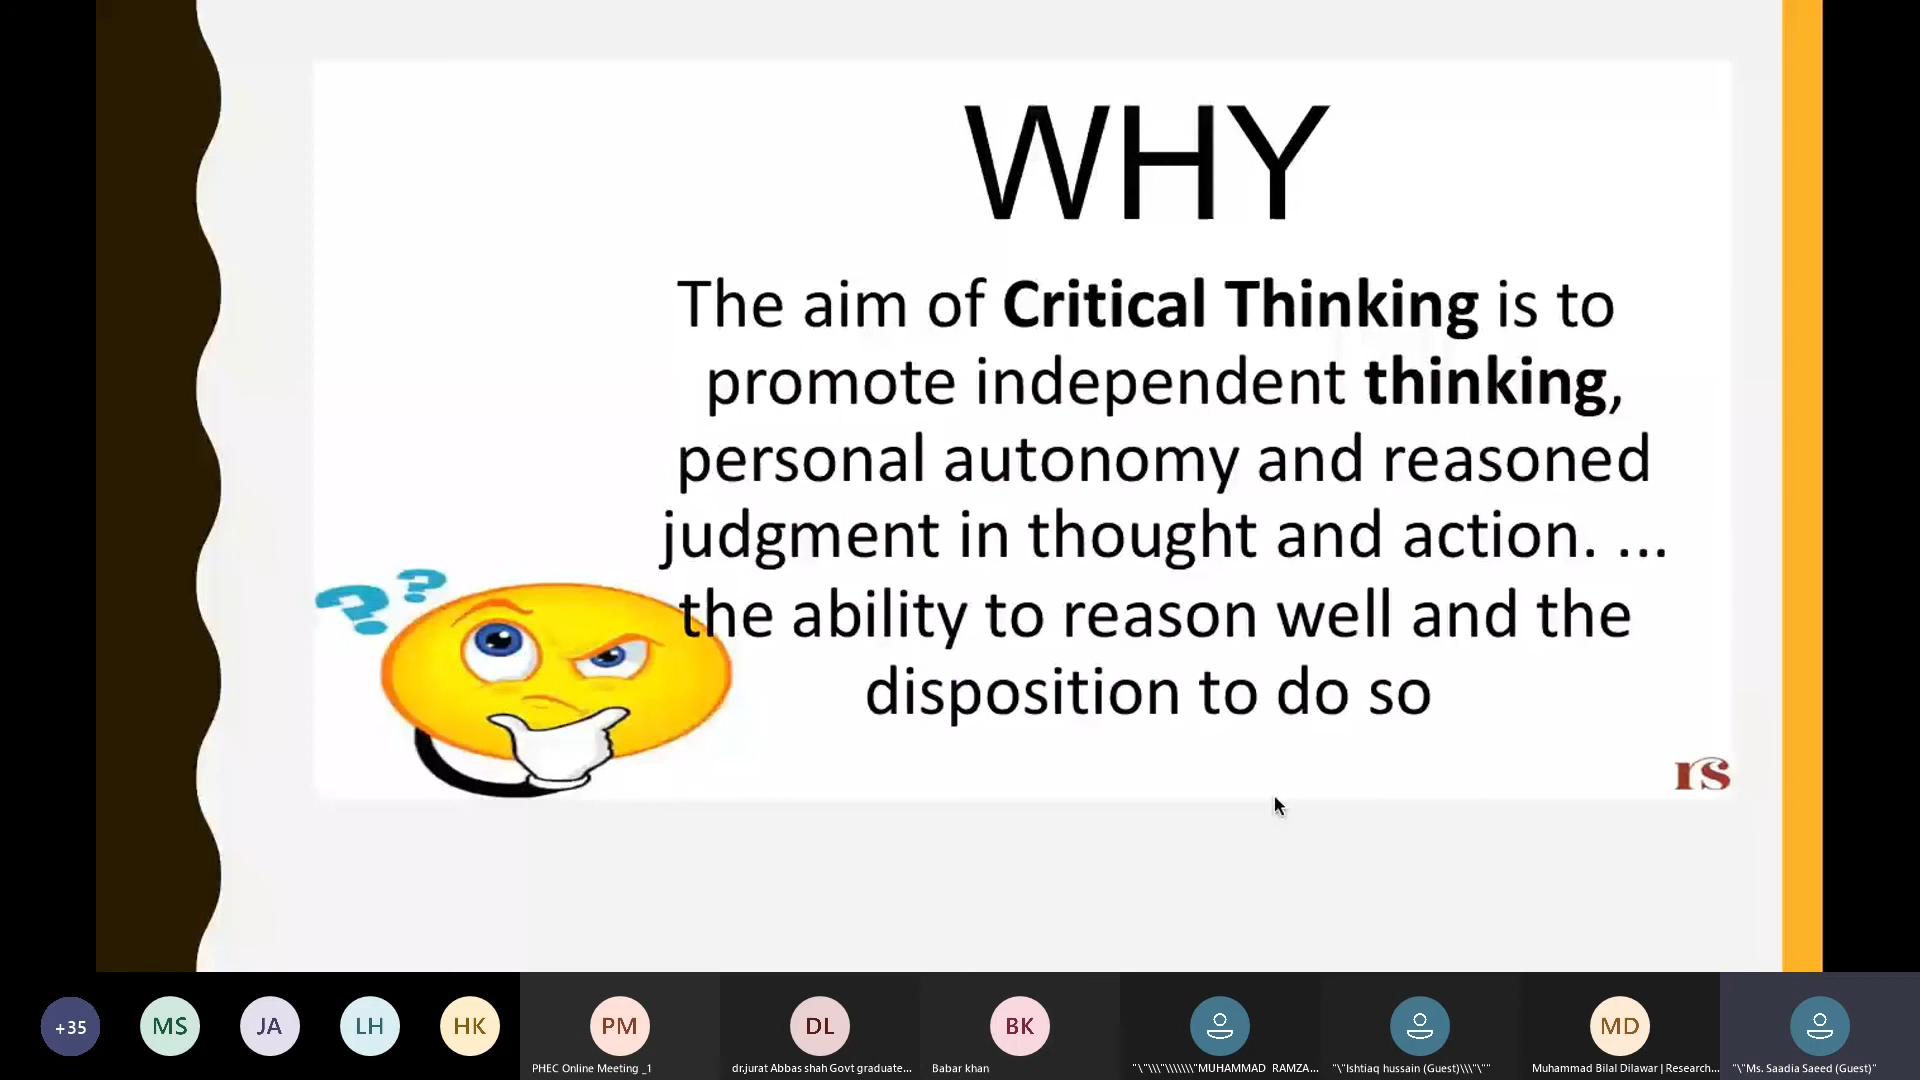 WHY
The aim of Critical Thinking is to
promote independent thinking,
personal autonomy and reasoned
judgment in thought and action. ...
the ability to reason well and the
disposition to do so
? ?
rs
+35
MS
JA
LH
HK
PM
DL
BK
MD
PHEC Online Meeting _1
dr.jurat Abbas shah Govt graduate...
Babar khan
"\"\\\"\\\\\\\"MUHAMMAD RAMZA...
"\"Ishtiaq hussain (Guest)\\\"\""
Muhammad Bilal Dilawar | Research...
"\"Ms. Saadia Saeed (Guest)"